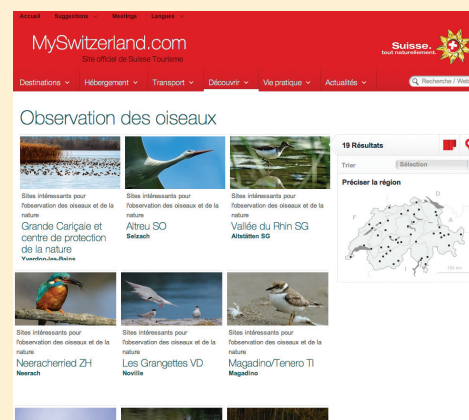 Accueil Suggestions Meetings Langues
MySwitzerland.com
Site officiel de Suisse Tourisme
Suisse.
tout naturellement.
Destinations Hébergement Transport Découvrir Vie pratique Actualités Recherche / Web
Observation des oiseaux
Sites intéressants pour
l'observation des oiseaux et de la
nature
Grande Cariçaie et
centre de protection
de la nature
Yverdon-les-Bains
Sites intéressants pour
l'observation des oiseaux et de la
nature
Altreu SO
Selzach
Sites intéressants pour
l'observation des oiseaux et de la
nature
Vallée du Rhin SG
Altstätten SG
19 Résultats
Trier Sélection
Préciser la région
D
F
A
I
100 km
Sites intéressants pour
l'observation des oiseaux et de la
nature
Neeracherried ZH
Neerach
Sites intéressants pour
l'observation des oiseaux et de la
nature
Les Grangettes VD
Noville
Sites intéressants pour
l'observation des oiseaux et de la
nature
Magadino/Tenero TI
Magadino